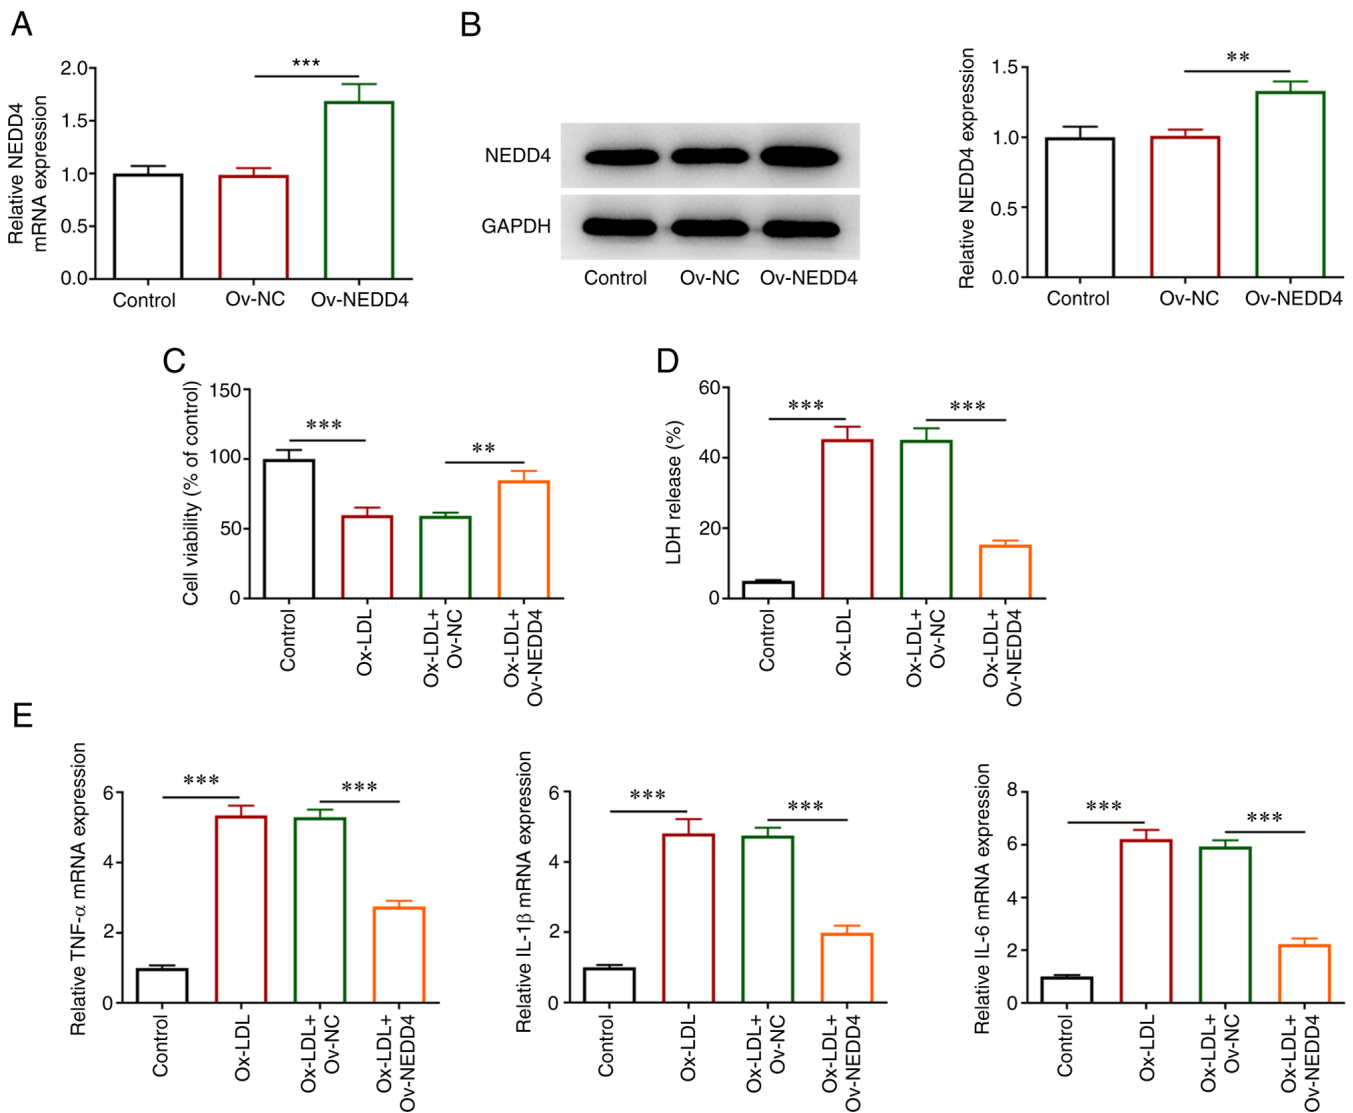 A
Relative NEDD4
mRNA expression
2.0
1.5
1.0
0.5
0.0
***
Control
Ov-NC
Ov-NEDD4
B
NEDD4
GAPDH
Control
Ov-NC
Ov-NEDD4
Relative NEDD4 expression
1.5
1.0
0.5
0.0
**
Control
Ov-NC
Ov-NEDD4
C
Cell viability (% of control)
150
100
50
0
***
**
Control
Ox-LDL
Ox-LDL+
Ov-NC
Ox-LDL+
Ov-NEDD4
D
LDH release (%)
60
40
20
0
***
***
Control
Ox-LDL
Ox-LDL+
Ov-NC
Ox-LDL+
Ov-NEDD4
E
Relative TNF-α mRNA expression
6
4
2
0
***
***
Control
Ox-LDL
Ox-LDL+
Ov-NC
Ox-LDL+
Ov-NEDD4
Relative IL-1β mRNA expression
6
4
2
0
***
***
Control
Ox-LDL
Ox-LDL+
Ov-NC
Ox-LDL+
Ov-NEDD4
Relative IL-6 mRNA expression
8
6
4
2
0
***
***
Control
Ox-LDL
Ox-LDL+
Ov-NC
Ox-LDL+
Ov-NEDD4